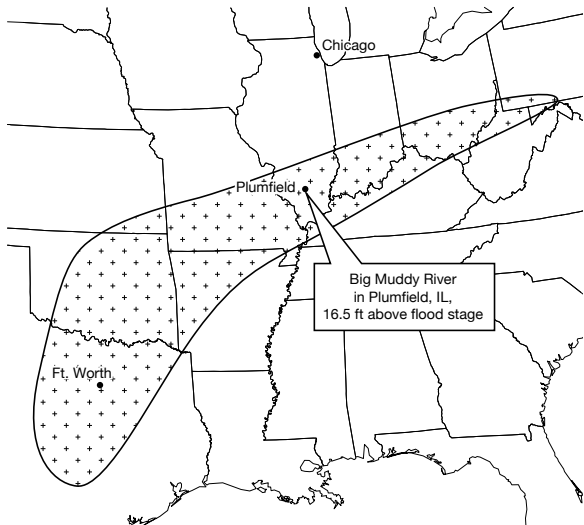 Chicago
Plumfield
Big Muddy River
in Plumfield, IL,
16.5 ft above flood stage
Ft. Worth